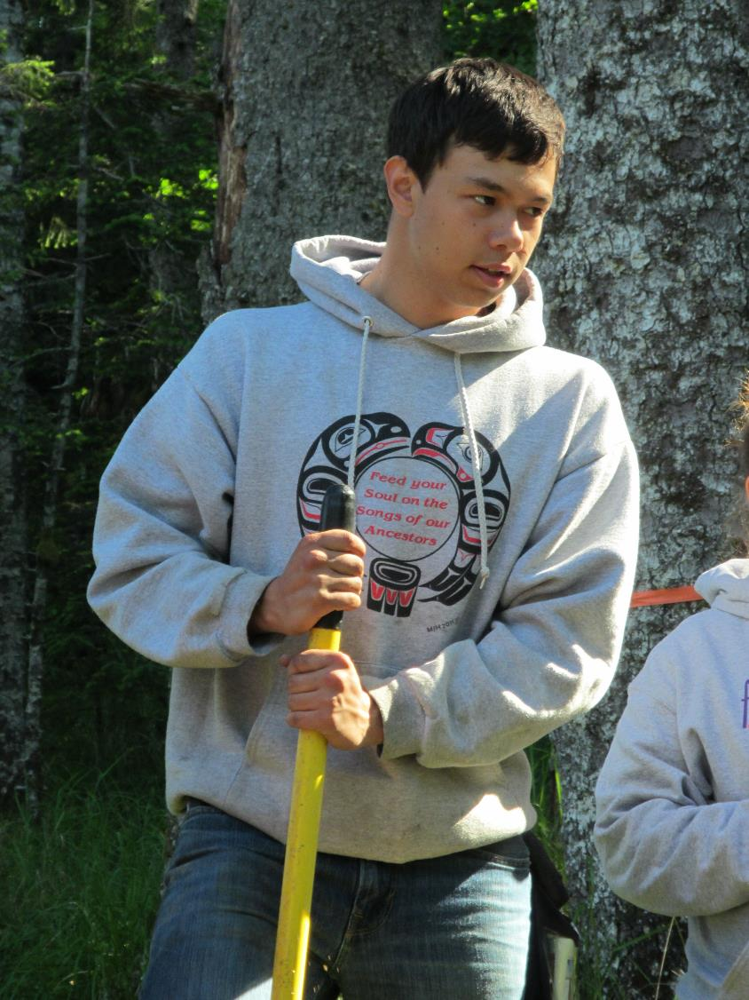 Feed your
Soul on the
Songs of our
Ancestors